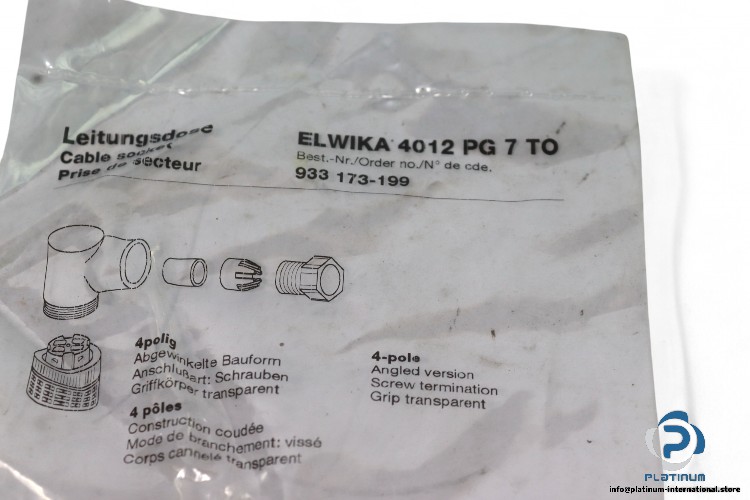 Leitungsdose
Cable socket
Prise de secteur
ELWIKA 4012 PG 7 TO
Best.-Nr./Order no./N° de cde.
933 173-199
4polig
Abgewinkelte Bauform
Anschlußart: Schrauben
Griffkörper transparent
4 pôles
Construction coudée
Mode de branchement: vissé
Corps cannelé transparent
4-pole
Angled version
Screw termination
Grip transparent
PLATINUM
info@platinum-international.store